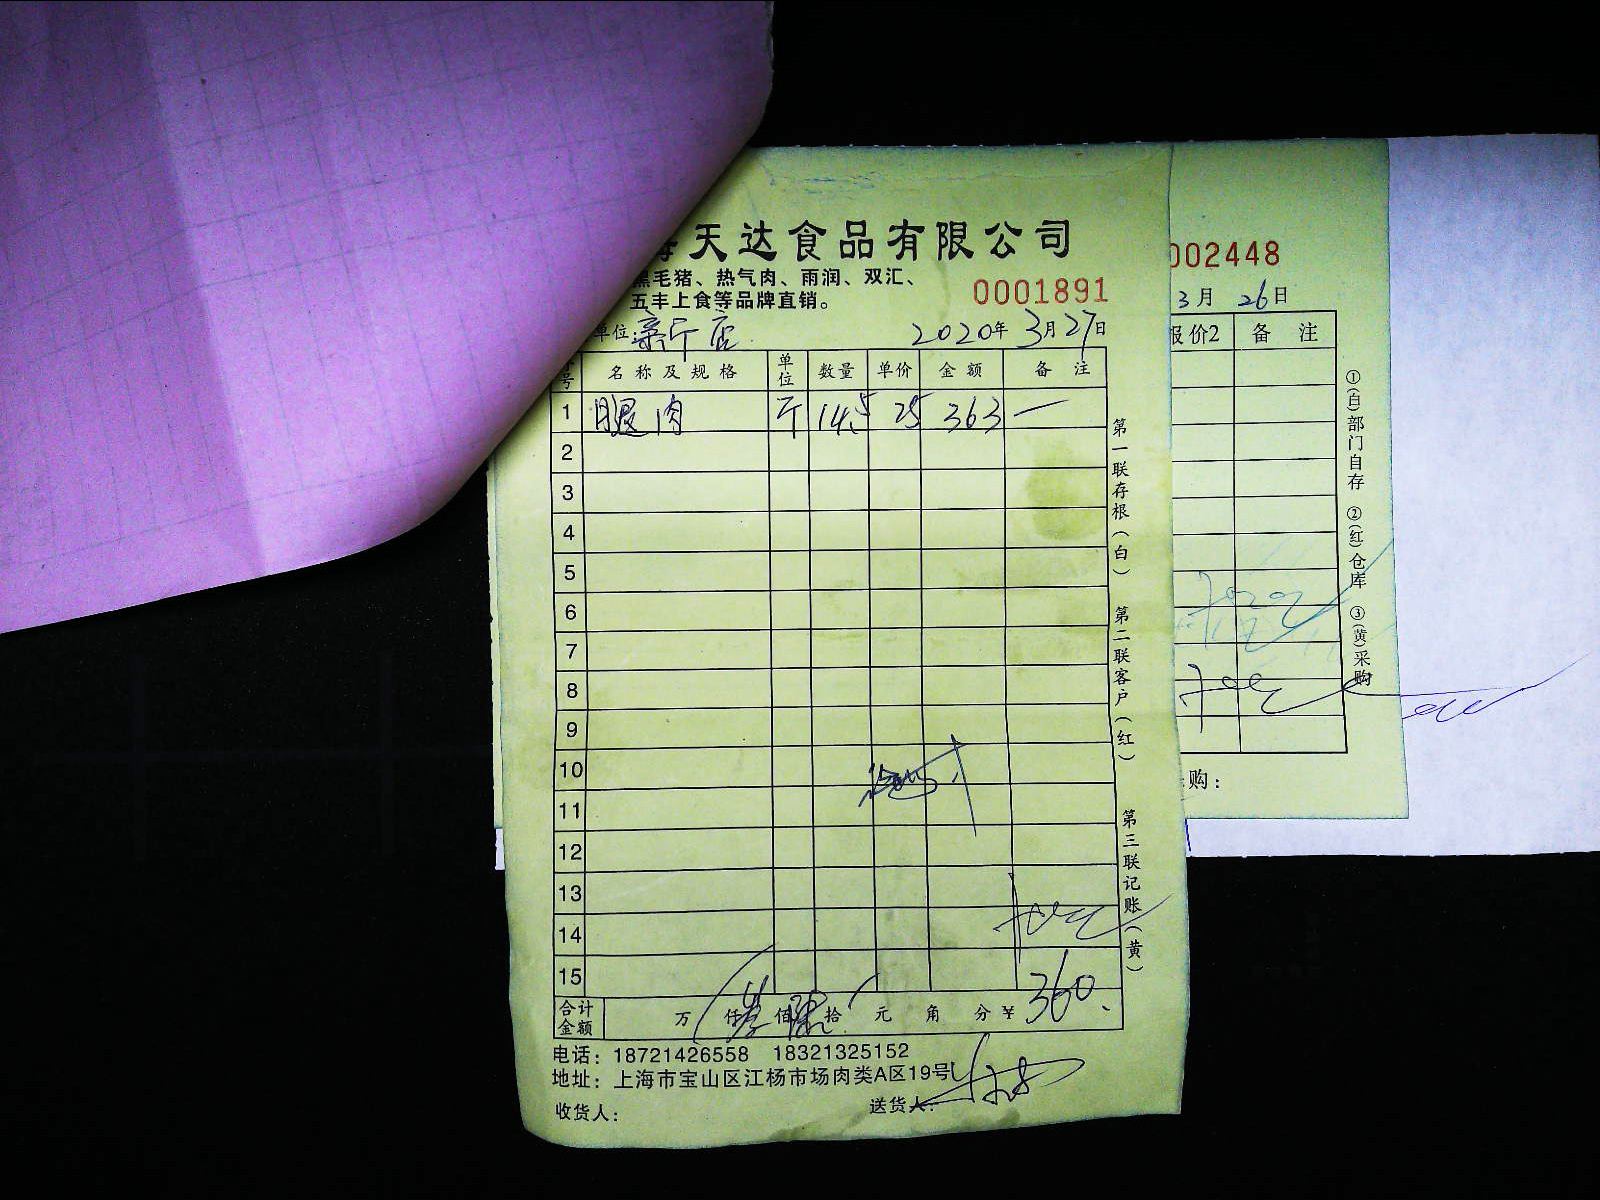 天达食品有限公司
黑毛猪、热气肉、雨润、双汇、
五丰上食等品牌直销。
0001891
单位: 店 2020年3月27日
号 名称及规格 单位 数量 单价 金额 备注
1 腿肉 斤 14.5 25 363 一
2
3
4
5
6
7
8
9
10
11
12
13
14
15
合计金额 万 仟叁佰陆拾 元 角 分¥360.
电话：18721426558 18321325152
地址：上海市宝山区江杨市场肉类A区19号
收货人： 送货人：
第一联存根(白) 第二联客户(红) 第三联记账(黄)
002448
3月26日
报价2 备注
①(白)部门自存 ②(红)仓库 ③(黄)采购
购：